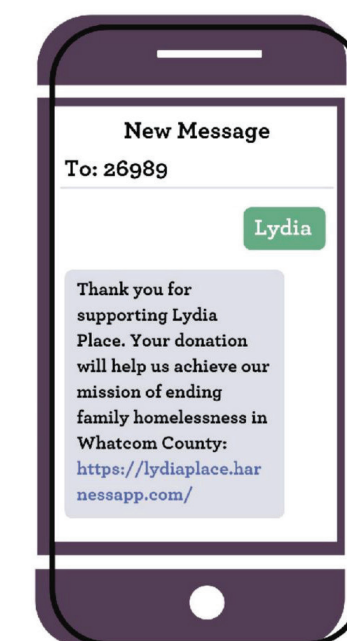 New Message
To: 26989
Lydia
Thank you for
supporting Lydia
Place. Your donation
will help us achieve our
mission of ending
family homelessness in
Whatcom County:
https://lydiaplace.har
nessapp.com/